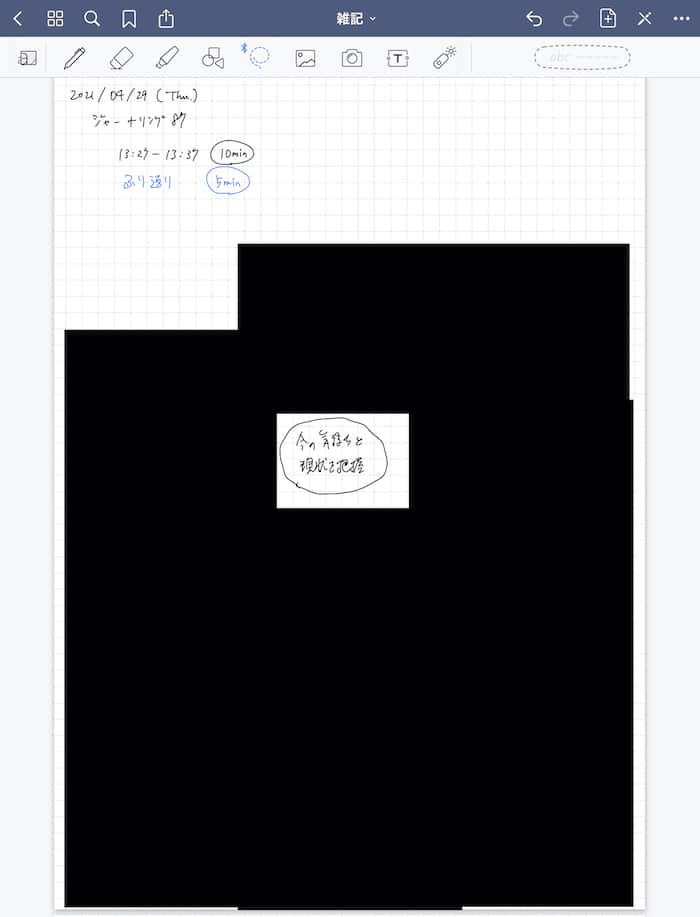 雑記
T
abc
2021/04/29 (Thu.)
ジャーナリング
13:27 - 13:37 10min
ふり返り 5min
今の気持ちと
現状を把握